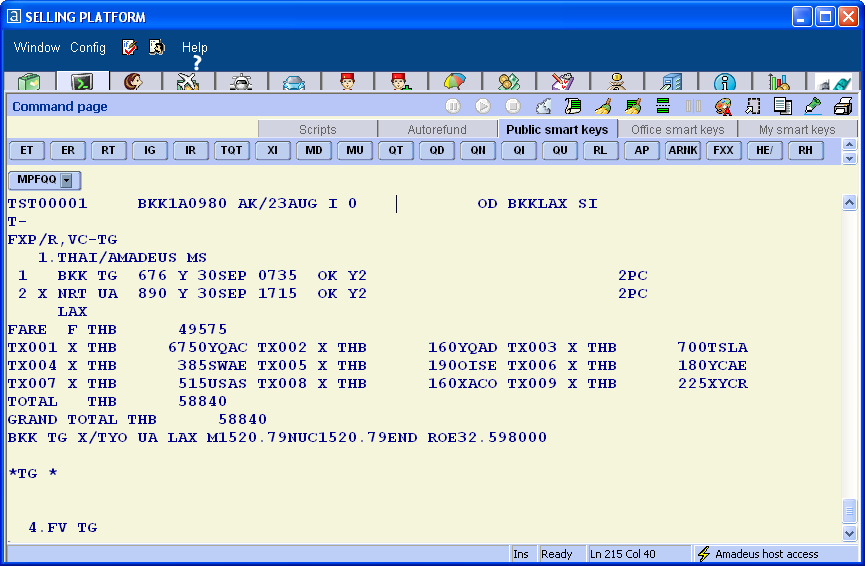 SELLING PLATFORM
Window Config Help
?
Command page
Scripts Autorefund Public smart keys Office smart keys My smart keys
ET ER RT IG IR TQT XI MD MU QT QD QN QI QU RL AP ARNK FXX HE/ RH
MPFQQ
TST00001 BKK1A0980 AK/23AUG I 0 OD BKKLAX SI
T-
FXP/R,VC-TG
1.THAI/AMADEUS MS
1 BKK TG 676 Y 30SEP 0735 OK Y2 2PC
2 X NRT UA 890 Y 30SEP 1715 OK Y2 2PC
LAX
FARE F THB 49575
TX001 X THB 6750YQAC TX002 X THB 160YQAD TX003 X THB 700TSLA
TX004 X THB 385SWAE TX005 X THB 190OISE TX006 X THB 180YCAE
TX007 X THB 515USAS TX008 X THB 160XACO TX009 X THB 225XYCR
TOTAL THB 58840
GRAND TOTAL THB 58840
BKK TG X/TYO UA LAX M1520.79NUC1520.79END ROE32.598000
*TG *
4.FV TG
Ins Ready Ln 215 Col 40 Amadeus host access